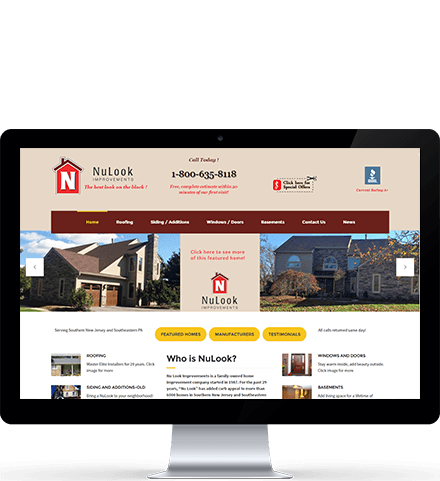 N
NuLook
IMPROVEMENTS
The best look on the block !
Call Today !
1-800-635-8118
Free, complete estimate within 40
minutes of our first visit!
Click here for
Special Offers
BBB
Current Rating A+
Home
Roofing
Siding / Additions
Windows / Doors
Basements
Contact Us
News
Click here to see more
of this featured home!
N
NuLook
IMPROVEMENTS
Serving Southern New Jersey and Southeastern PA
FEATURED HOMES
MANUFACTURERS
TESTIMONIALS
All calls returned same day!
ROOFING
Master Elite Installers for 29 years. Click
image for more
SIDING AND ADDITIONS-OLD
Bring a NuLook to your neighborhood!
Who is NuLook?
Nu Look Improvements is a family-owned home
improvement company started in 1987. For the past 29
years, "Nu Look" has added curb appeal to more than
6000 homes in Southern New Jersey and Southeastern
WINDOWS AND DOORS
Stay warm inside, add beauty outside.
Click image for more
BASEMENTS
Add living space for a lifetime of